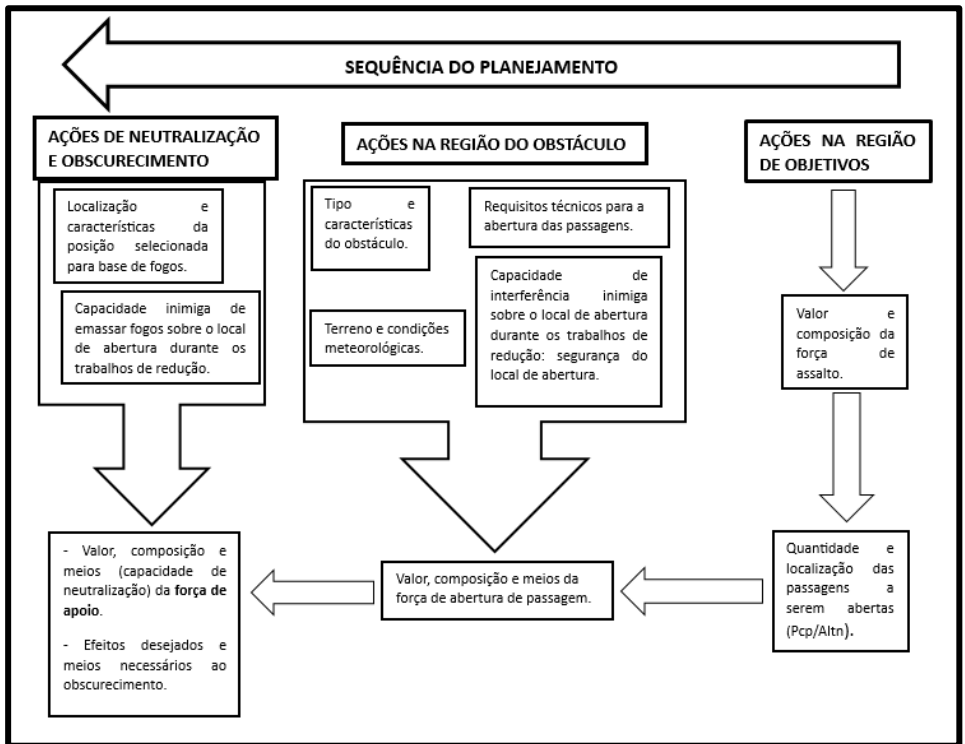 SEQUÊNCIA DO PLANEJAMENTO
AÇÕES DE NEUTRALIZAÇÃO
E OBSCURECIMENTO
AÇÕES NA REGIÃO DO OBSTÁCULO
AÇÕES NA REGIÃO
DE OBJETIVOS
Localização e
características da
posição selecionada
para base de fogos.
Capacidade inimiga de
emassar fogos sobre o local
de abertura durante os
trabalhos de redução.
Tipo e
características
do obstáculo.
Requisitos técnicos para a
abertura das passagens.
Terreno e condições
meteorológicas.
Capacidade de
interferência inimiga
sobre o local de abertura
durante os trabalhos de
redução: segurança do
local de abertura.
Valor e
composição da
força de
assalto.
- Valor, composição e
meios (capacidade de
neutralização) da força de
apoio.
- Efeitos desejados e
meios necessários ao
obscurecimento.
Valor, composição e meios da
força de abertura de passagem.
Quantidade e
localização das
passagens a
serem abertas
(Pcp/Altn).